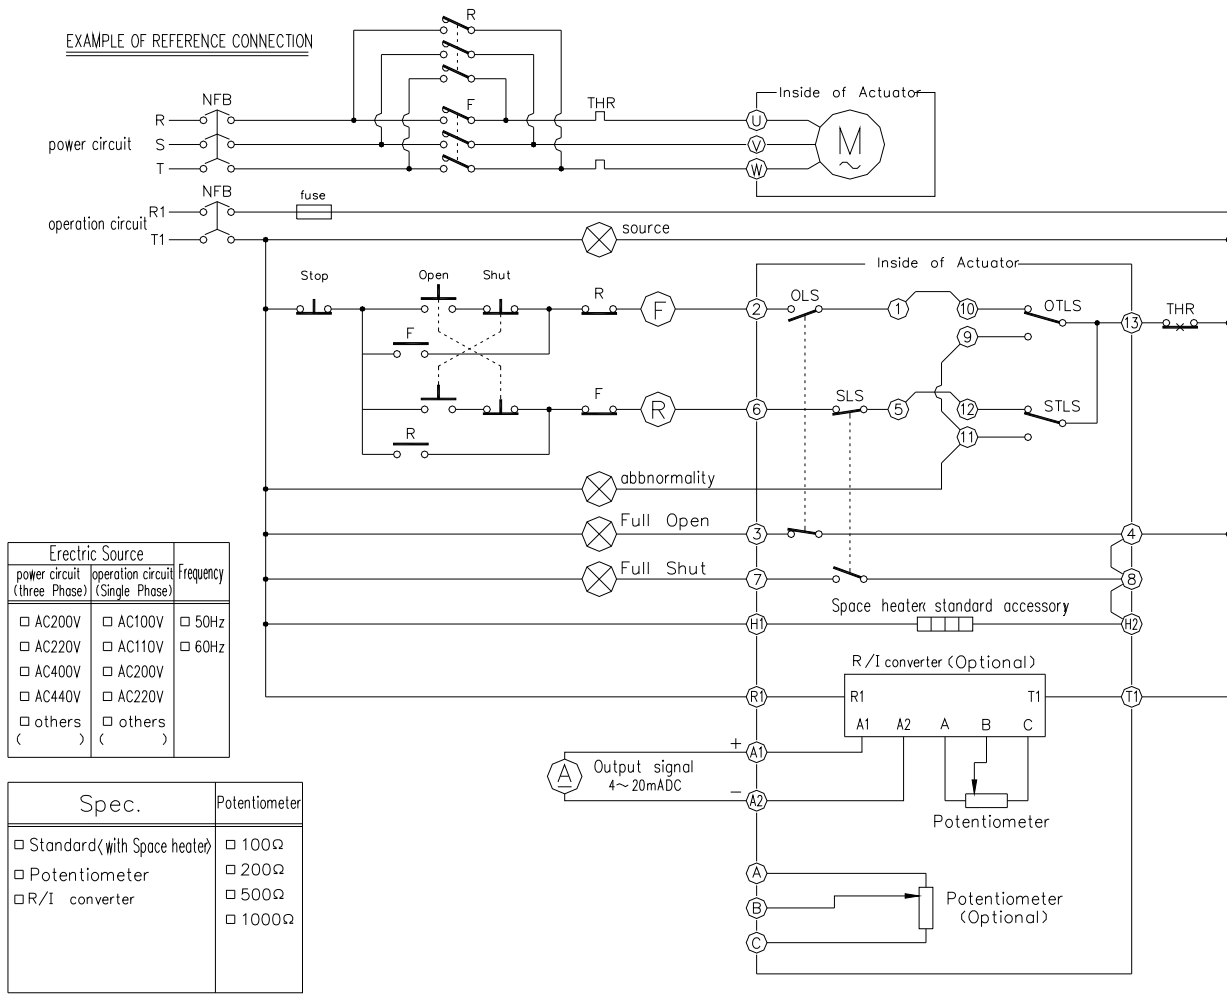 EXAMPLE OF REFERENCE CONNECTION
R
NFB
F
THR
Inside of Actuator
R
U
power circuit
S
V
M
T
W
NFB
fuse
R1
operation circuit
T1
source
Inside of Actuator
Stop
Open
Shut
R
F
2
OLS
1
10
OTLS
13
THR
F
9
F
R
6
SLS
5
12
STLS
R
11
abbnormality
Full Open
3
4
Full Shut
7
8
Space heater: standard accessory
H1
H2
R/I converter (Optional)
R1
R1
T1
T1
A1
A2
A
B
C
+
A1
A
Output signal
4~20mADC
−
A2
Potentiometer
A
B
Potentiometer
(Optional)
C
Erectric Source
power circuit
(three Phase)
operation circuit
(Single Phase)
Frequency
□ AC200V □ AC100V □ 50Hz
□ AC220V □ AC110V □ 60Hz
□ AC400V □ AC200V
□ AC440V □ AC220V
□ others □ others
( ) ( )
Spec. Potentiometer
□ Standard(with Space heater) □ 100Ω
□ Potentiometer □ 200Ω
□ R/I converter □ 500Ω
□ 1000Ω